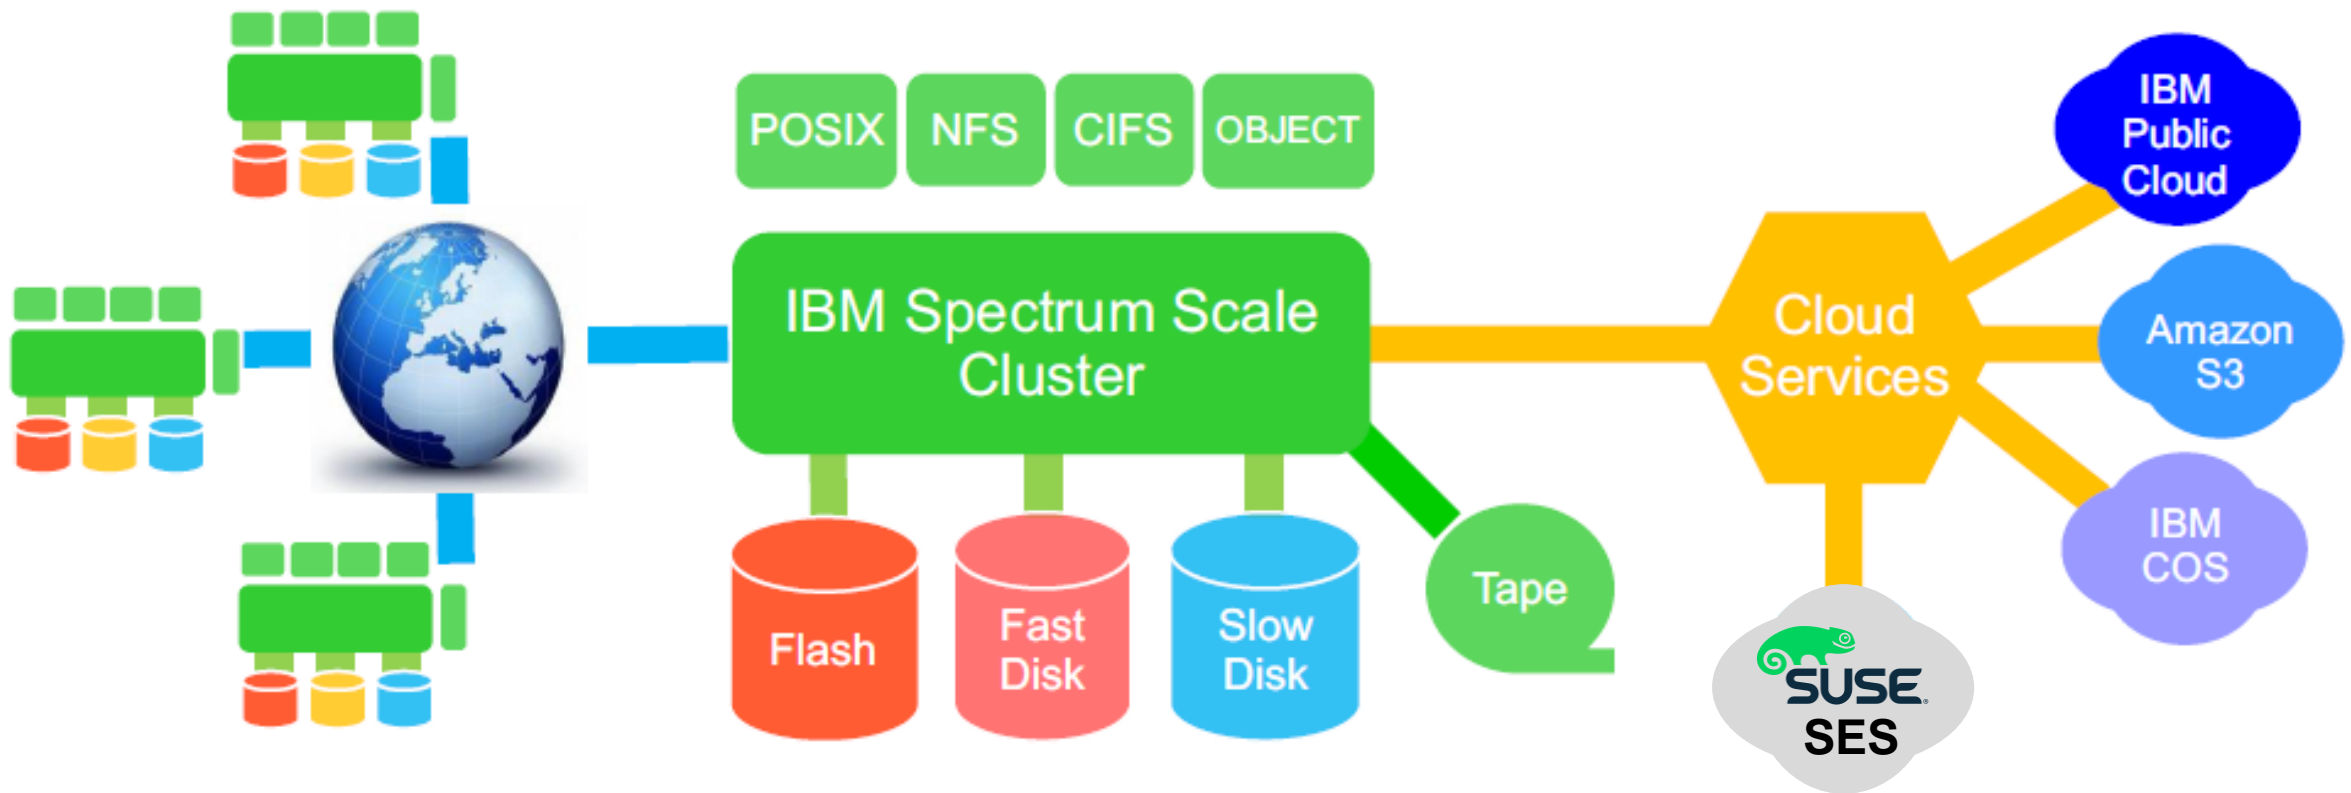 POSIX
NFS
CIFS
OBJECT
IBM Spectrum Scale
Cluster
Flash
Fast
Disk
Slow
Disk
Tape
Cloud
Services
IBM
Public
Cloud
Amazon
S3
IBM
COS
SUSE
SES